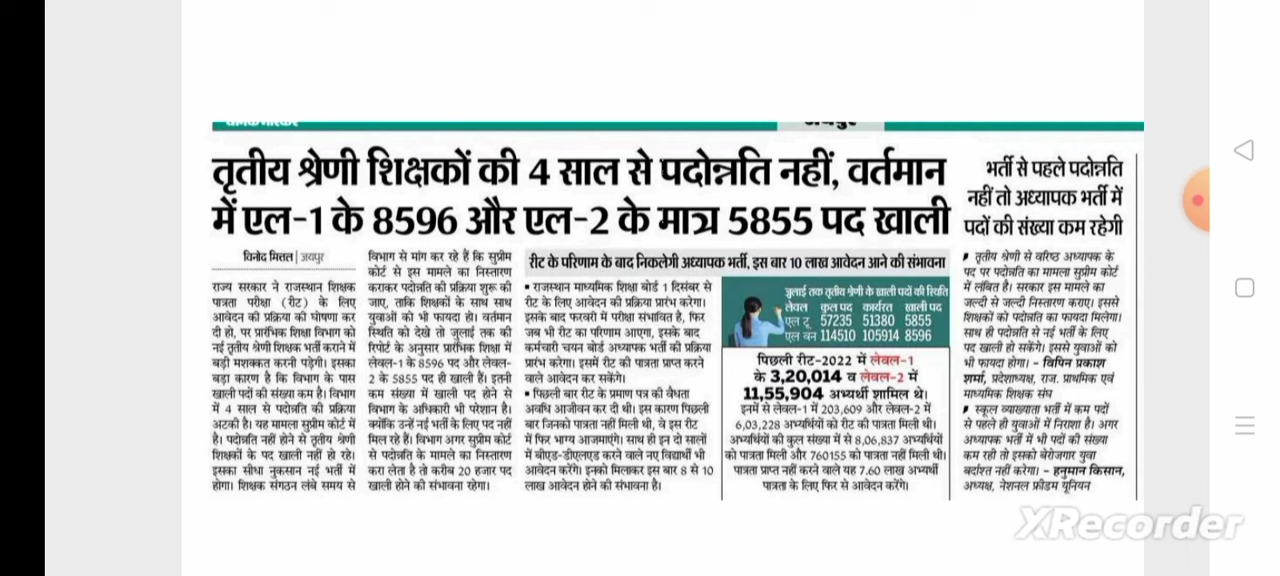 तृतीय श्रेणी शिक्षकों की 4 साल से पदोन्नति नहीं, वर्तमान
में एल-1 के 8596 और एल-2 के मात्र 5855 पद खाली
विनोद मित्तल | जयपुर
राज्य सरकार ने राजस्थान शिक्षक
पात्रता परीक्षा (रीट) के लिए
आवेदन की प्रक्रिया की घोषणा कर
दी हो, पर प्रारंभिक शिक्षा विभाग को
नई तृतीय श्रेणी शिक्षक भर्ती कराने में
बड़ी मशक्कत करनी पड़ेगी। इसका
बड़ा कारण है कि विभाग के पास
खाली पदों की संख्या कम है। विभाग
में 4 साल से पदोन्नति की प्रक्रिया
अटकी है। यह मामला सुप्रीम कोर्ट में
है। पदोन्नति नहीं होने से तृतीय श्रेणी
शिक्षकों के पद खाली नहीं हो रहे।
इसका सीधा नुकसान नई भर्ती में
होगा। शिक्षक संगठन लंबे समय से
विभाग से मांग कर रहे हैं कि सुप्रीम
कोर्ट से इस मामले का निस्तारण
कराकर पदोन्नति की प्रक्रिया शुरू की
जाए, ताकि शिक्षकों के साथ साथ
युवाओं को भी फायदा हो। वर्तमान
स्थिति को देखे तो जुलाई तक की
रिपोर्ट के अनुसार प्रारंभिक शिक्षा में
लेवल-1 के 8596 पद और लेवल-
2 के 5855 पद ही खाली हैं। इतनी
कम संख्या में खाली पद होने से
विभाग के अधिकारी भी परेशान है।
क्योंकि उन्हें नई भर्ती के लिए पद नहीं
मिल रहे हैं। विभाग अगर सुप्रीम कोर्ट
से पदोन्नति के मामले का निस्तारण
करा लेता है तो करीब 20 हजार पद
खाली होने की संभावना रहेगा।
रीट के परिणाम के बाद निकलेगी अध्यापक भर्ती, इस बार 10 लाख आवेदन आने की संभावना
▪ राजस्थान माध्यमिक शिक्षा बोर्ड 1 दिसंबर से
रीट के लिए आवेदन की प्रक्रिया प्रारंभ करेगा।
इसके बाद फरवरी में परीक्षा संभावित है, फिर
जब भी रीट का परिणाम आएगा, इसके बाद
कर्मचारी चयन बोर्ड अध्यापक भर्ती की प्रक्रिया
प्रारंभ करेगा। इसमें रीट की पात्रता प्राप्त करने
वाले आवेदन कर सकेंगे।
▪ पिछली बार रीट के प्रमाण पत्र की वैधता
अवधि आजीवन कर दी थी। इस कारण पिछली
बार जिनको पात्रता नहीं मिली थी, वे इस रीट
में फिर भाग्य आजमाएंगे। साथ ही इन दो सालों
में बीएड-डीएलएड करने वाले नए विद्यार्थी भी
आवेदन करेंगे। इनको मिलाकर इस बार 8 से 10
लाख आवेदन होने की संभावना है।
जुलाई तक तृतीय श्रेणी के खाली पदों की स्थिति
लेवल कुल पद कार्यरत खाली पद
एल टू 57235 51380 5855
एल वन 114510 105914 8596
पिछली रीट-2022 में लेवल-1
के 3,20,014 व लेवल-2 में
11,55,904 अभ्यर्थी शामिल थे।
इनमें से लेवल-1 में 203,609 और लेवल-2 में
6,03,228 अभ्यर्थियों को रीट की पात्रता मिली थी।
अभ्यर्थियों की कुल संख्या में से 8,06,837 अभ्यर्थियों
को पात्रता मिली और 760155 को पात्रता नहीं मिली थी।
पात्रता प्राप्त नहीं करने वाले यह 7.60 लाख अभ्यर्थी
पात्रता के लिए फिर से आवेदन करेंगे।
भर्ती से पहले पदोन्नति
नहीं तो अध्यापक भर्ती में
पदों की संख्या कम रहेगी
▪ तृतीय श्रेणी से वरिष्ठ अध्यापक के
पद पर पदोन्नति का मामला सुप्रीम कोर्ट
में लंबित है। सरकार इस मामले का
जल्दी से जल्दी निस्तारण कराए। इससे
शिक्षकों को पदोन्नति का फायदा मिलेगा।
साथ ही पदोन्नति से नई भर्ती के लिए
पद खाली हो सकेंगे। इससे युवाओं को
भी फायदा होगा। - विपिन प्रकाश
शर्मा, प्रदेशाध्यक्ष, राज. प्राथमिक एवं
माध्यमिक शिक्षक संघ
▪ स्कूल व्याख्याता भर्ती में कम पदों
से पहले ही युवाओं में निराशा है। अगर
अध्यापक भर्ती में भी पदों की संख्या
कम रही तो इसको बेरोजगार युवा
बर्दाश्त नहीं करेगा। - हनुमान किसान,
अध्यक्ष, नेशनल फ्रीडम यूनियन
XRecorder